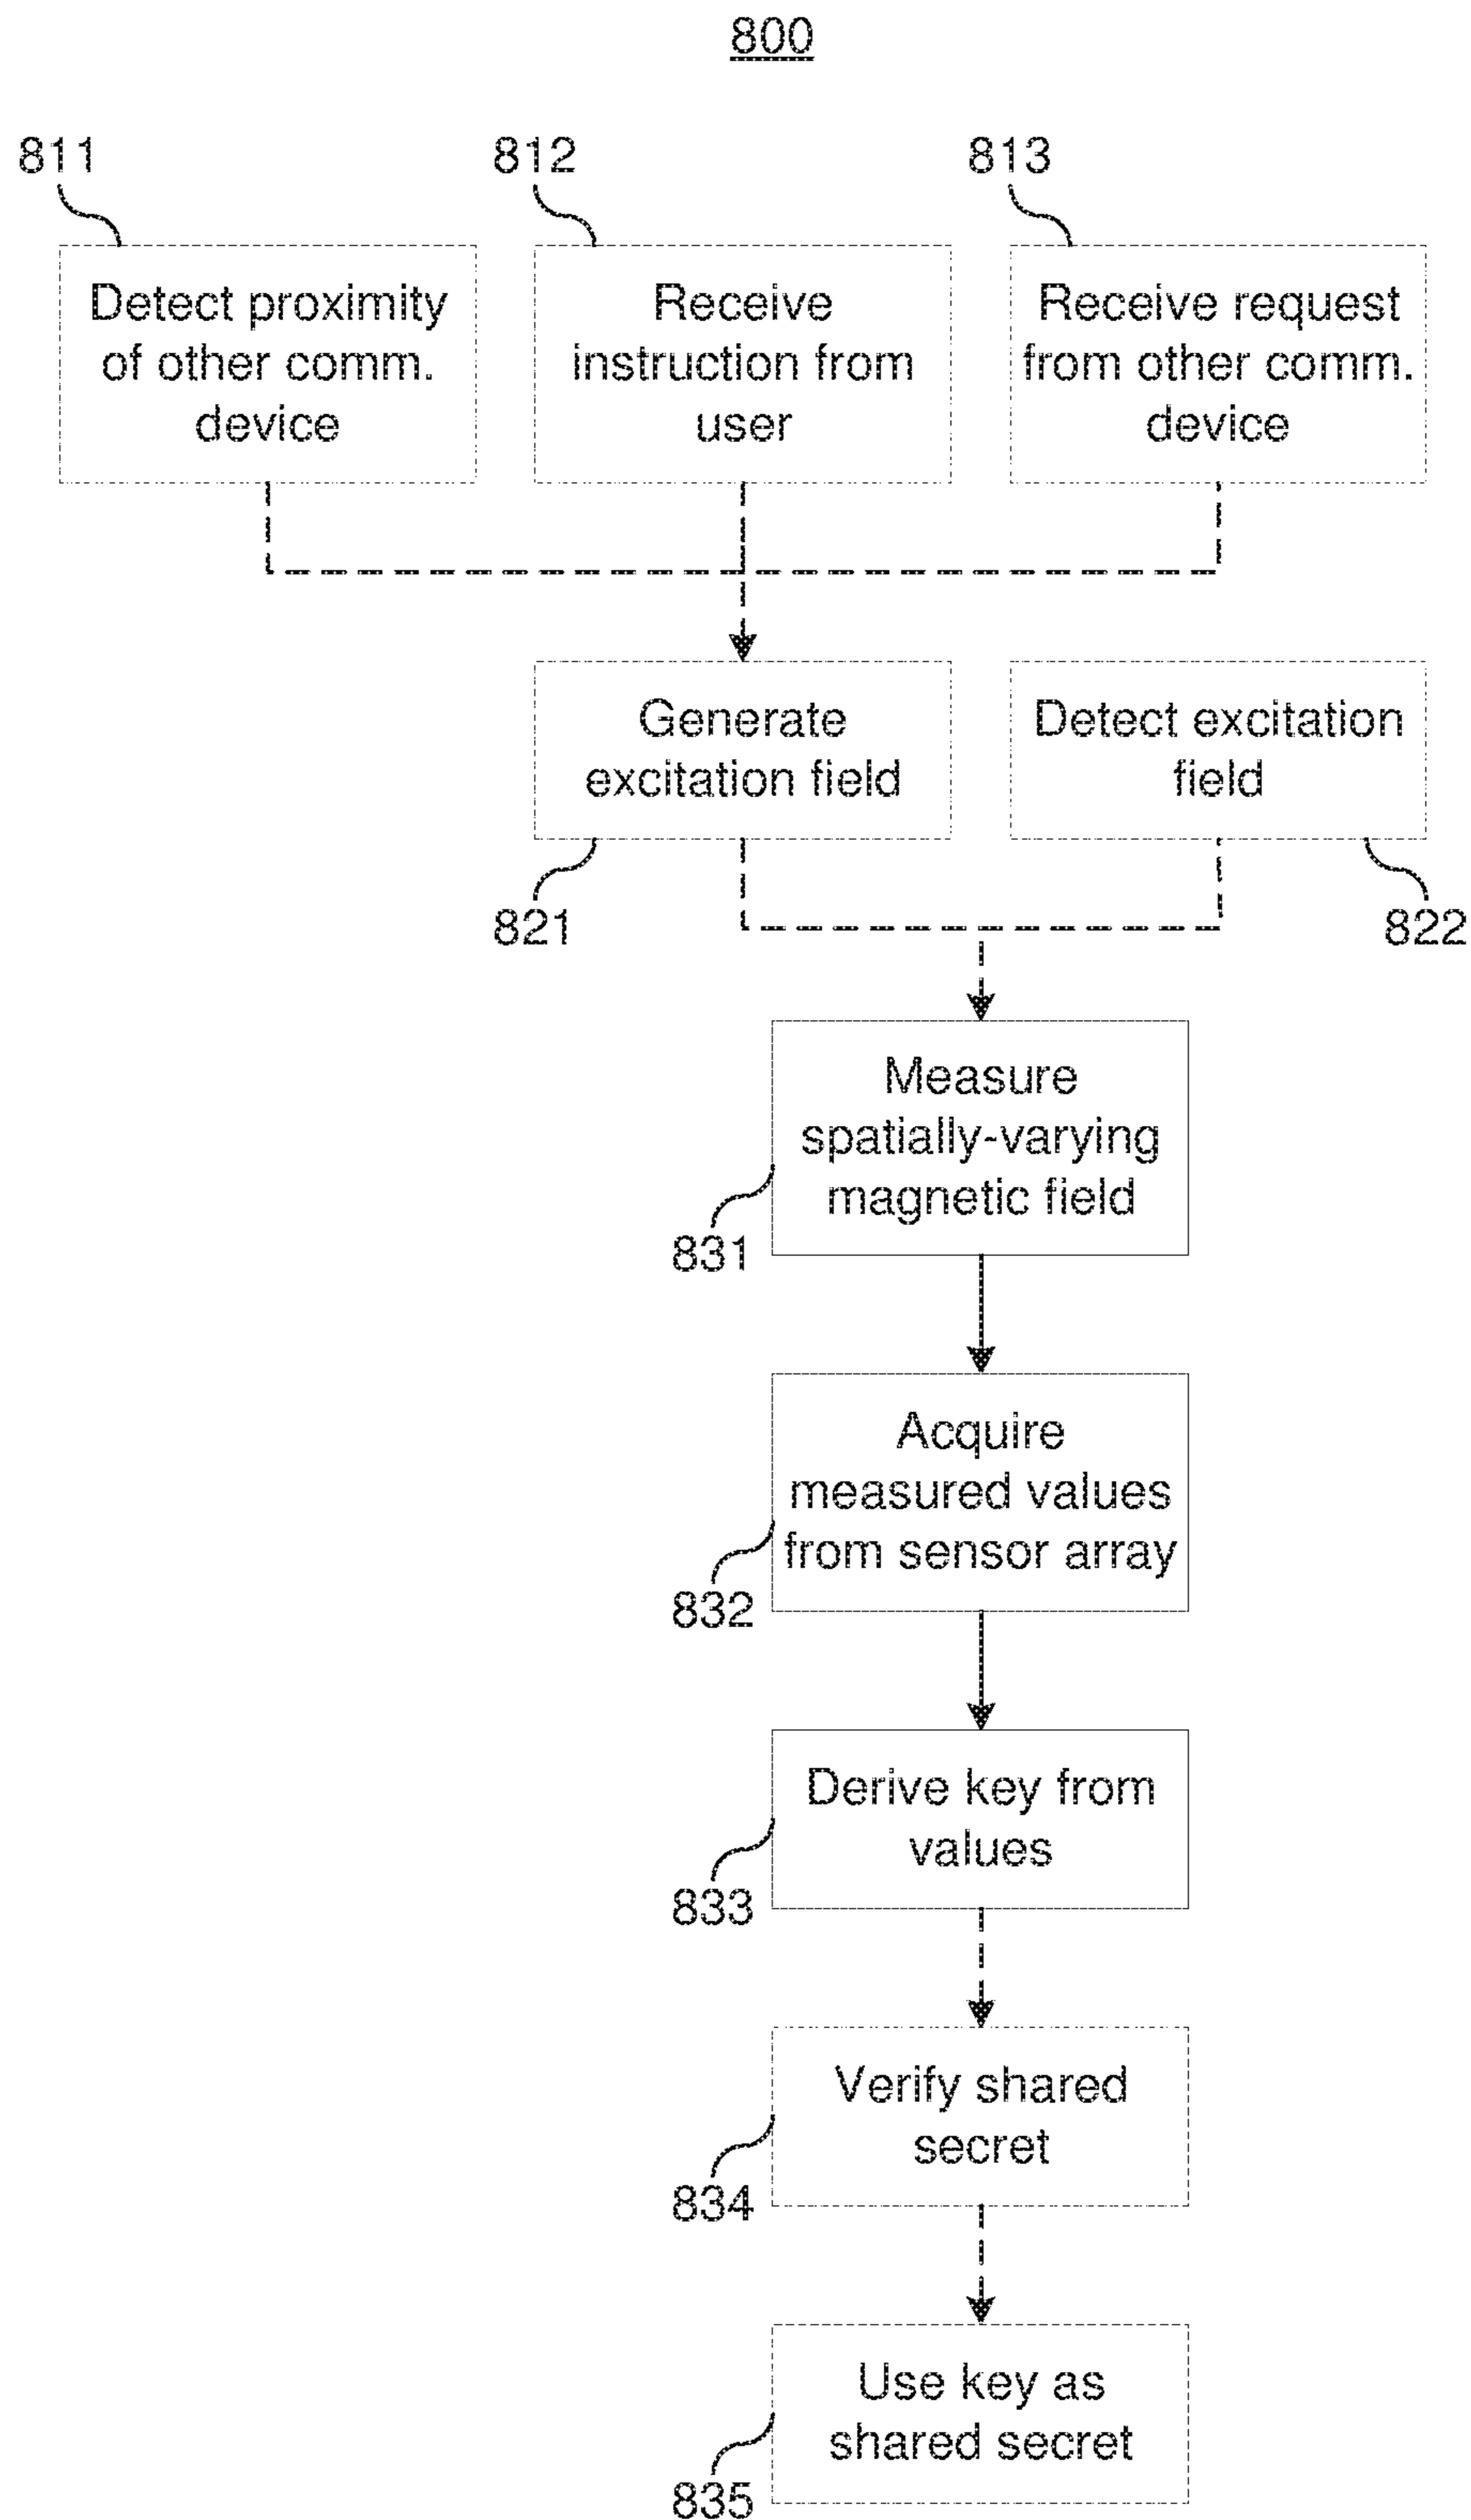 800
811
812
813
Detect proximity
of other comm.
device
Receive
instruction from
user
Receive request
from other comm.
device
Generate
excitation field
Detect excitation
field
821
822
Measure
spatially-varying
magnetic field
831
Acquire
measured values
from sensor array
832
Derive key from
values
833
Verify shared
secret
834
Use key as
shared secret
835